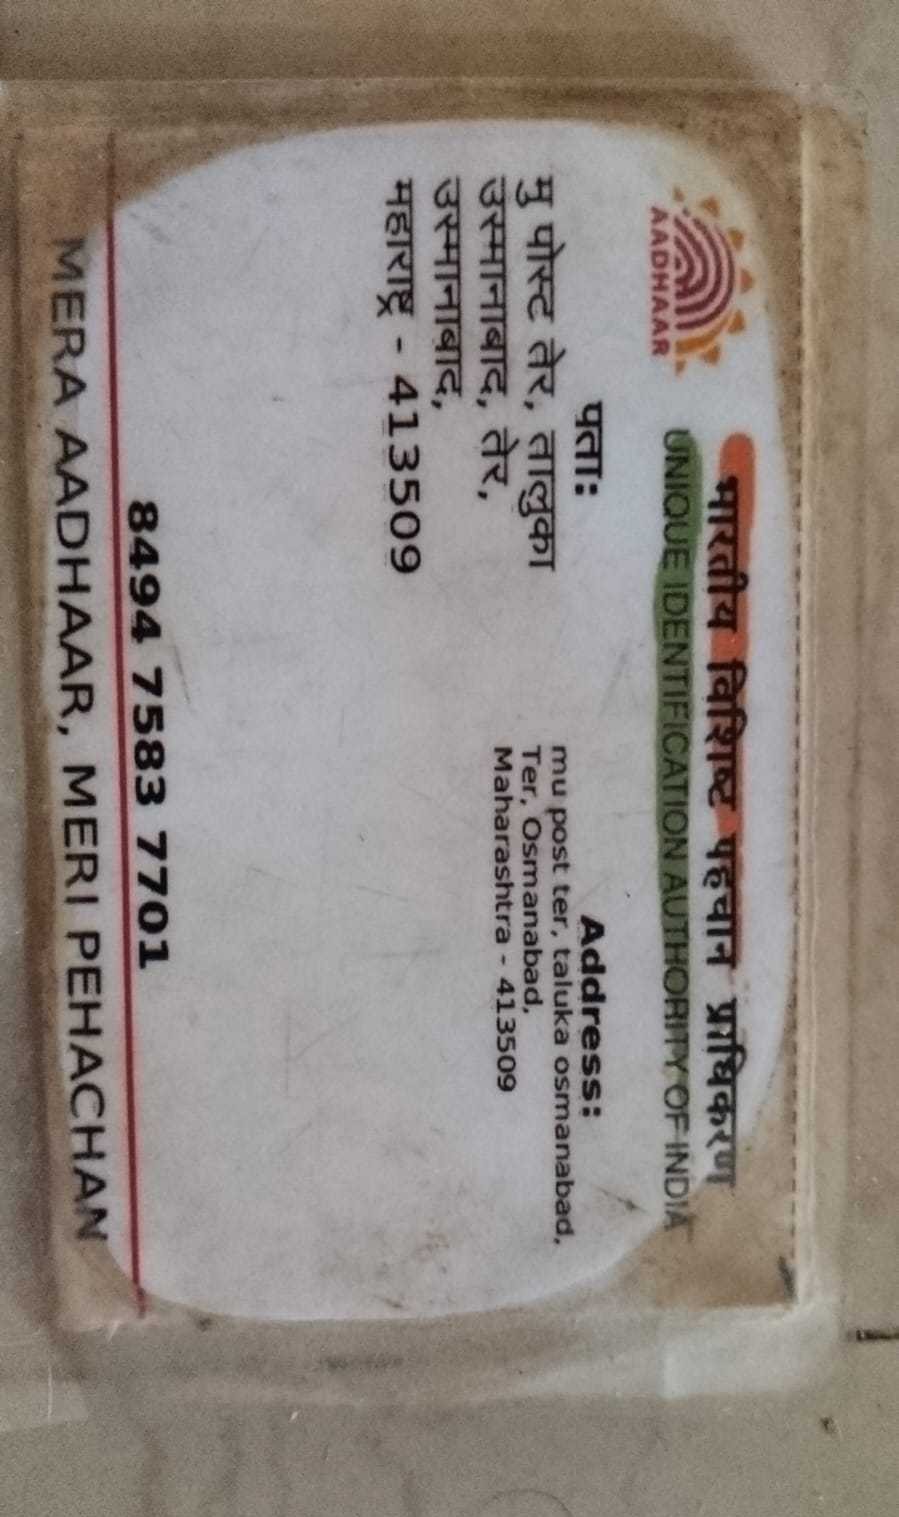 भारतीय विशिष्ट पहचान प्राधिकरण
UNIQUE IDENTIFICATION AUTHORITY OF INDIA
AADHAAR
पता:
मु पोस्ट तेर, तालुका
उस्मानाबाद, तेर,
उस्मानाबाद,
महाराष्ट्र - 413509
Address:
mu post ter, taluka osmanabad,
Ter, Osmanabad,
Maharashtra - 413509
8494 7583 7701
MERA AADHAAR, MERI PEHACHAN